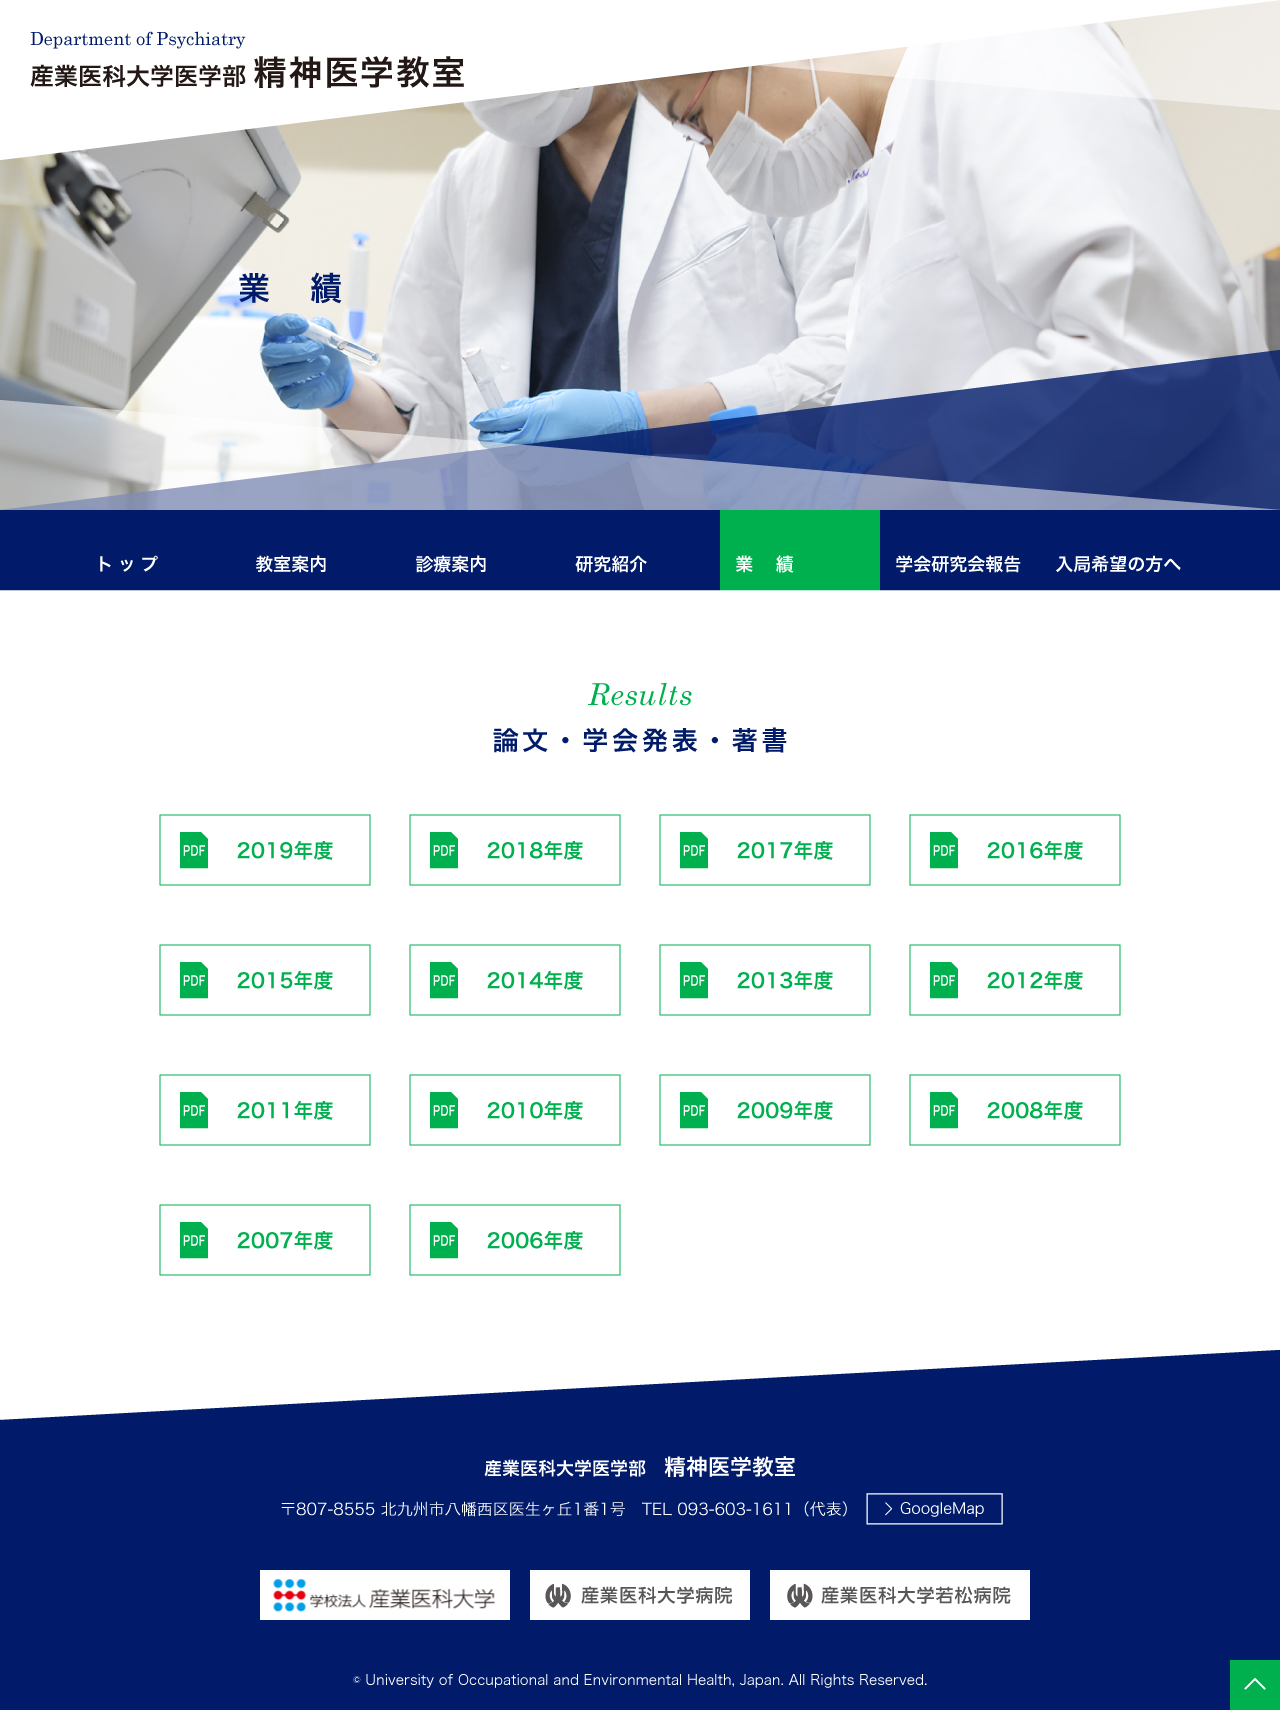 Department of Psychiatry
産業医科大学医学部 精神医学教室
業　績
トップ　教室案内　診療案内　研究紹介　業　績　学会研究会報告　入局希望の方へ
Results
論文・学会発表・著書
PDF 2019年度　PDF 2018年度　PDF 2017年度　PDF 2016年度
PDF 2015年度　PDF 2014年度　PDF 2013年度　PDF 2012年度
PDF 2011年度　PDF 2010年度　PDF 2009年度　PDF 2008年度
PDF 2007年度　PDF 2006年度
産業医科大学医学部　精神医学教室
〒807-8555 北九州市八幡西区医生ヶ丘1番1号　TEL 093-603-1611（代表）　GoogleMap
学校法人 産業医科大学　産業医科大学病院　産業医科大学若松病院
© University of Occupational and Environmental Health, Japan. All Rights Reserved.